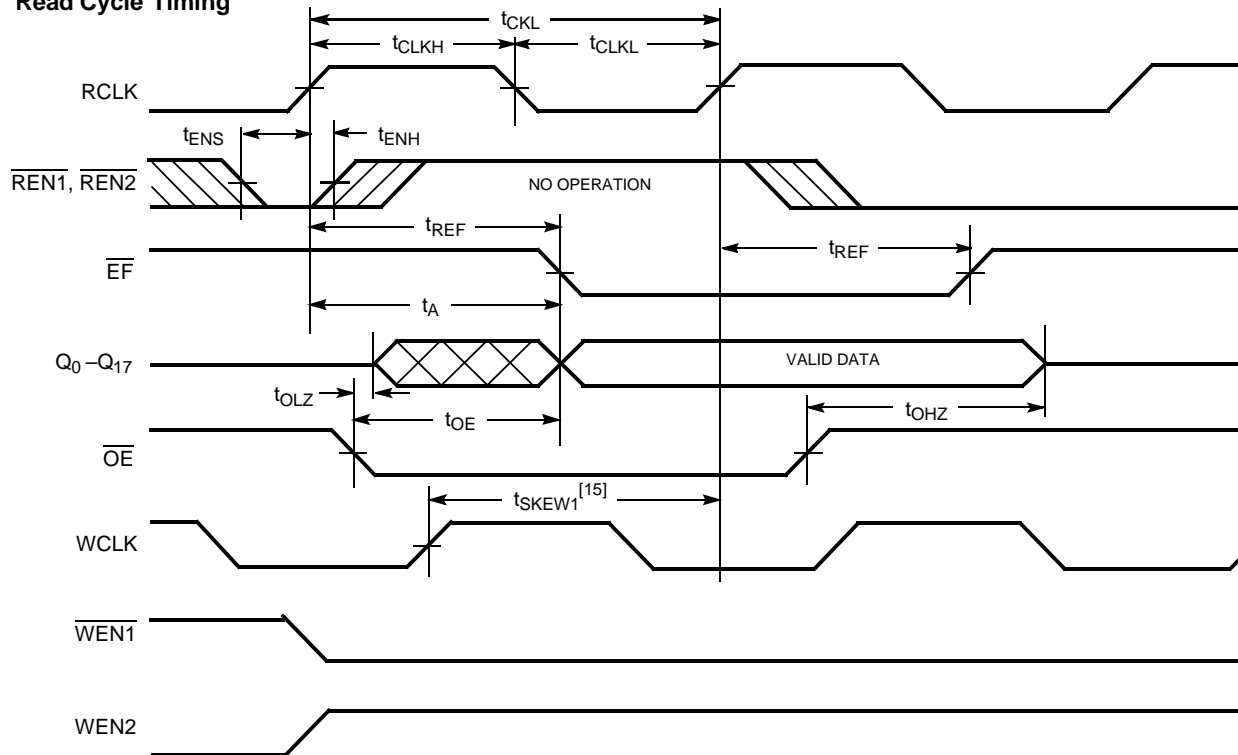 Read Cycle Timing
tCKL
tCLKH
tCLKL
RCLK
tENS
tENH
REN1, REN2
NO OPERATION
tREF
tREF
EF
tA
Q0 –Q17
VALID DATA
tOLZ
tOE
tOHZ
OE
tSKEW1[15]
WCLK
WEN1
WEN2